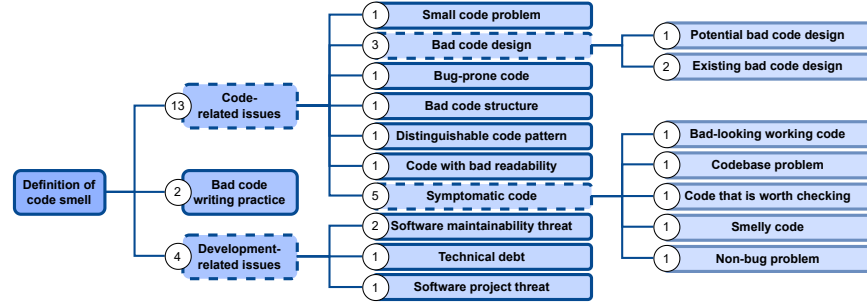 Definition of
code smell
13
Code-
related issues
1
Small code problem
3
Bad code design
1
Potential bad code design
2
Existing bad code design
1
Bug-prone code
1
Bad code structure
1
Distinguishable code pattern
1
Code with bad readability
5
Symptomatic code
1
Bad-looking working code
1
Codebase problem
1
Code that is worth checking
1
Smelly code
1
Non-bug problem
2
Bad code
writing practice
4
Development-
related issues
2
Software maintainability threat
1
Technical debt
1
Software project threat